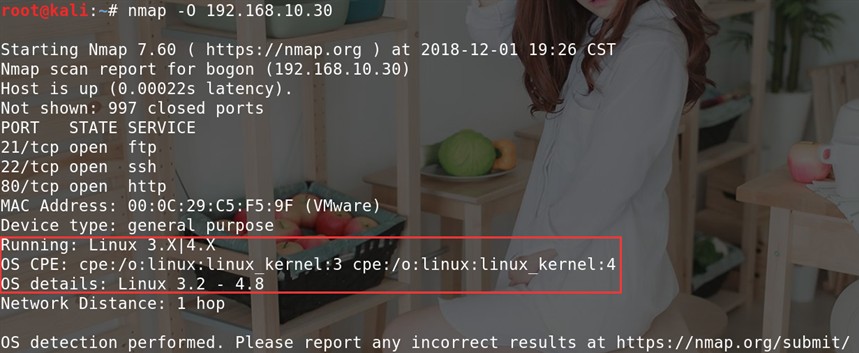 root@kali:~# nmap -O 192.168.10.30
Starting Nmap 7.60 ( https://nmap.org ) at 2018-12-01 19:26 CST
Nmap scan report for bogon (192.168.10.30)
Host is up (0.00022s latency).
Not shown: 997 closed ports
PORT   STATE SERVICE
21/tcp open  ftp
22/tcp open  ssh
80/tcp open  http
MAC Address: 00:0C:29:C5:F5:9F (VMware)
Device type: general purpose
Running: Linux 3.X|4.X
OS CPE: cpe:/o:linux:linux_kernel:3 cpe:/o:linux:linux_kernel:4
OS details: Linux 3.2 - 4.8
Network Distance: 1 hop
OS detection performed. Please report any incorrect results at https://nmap.org/submit/